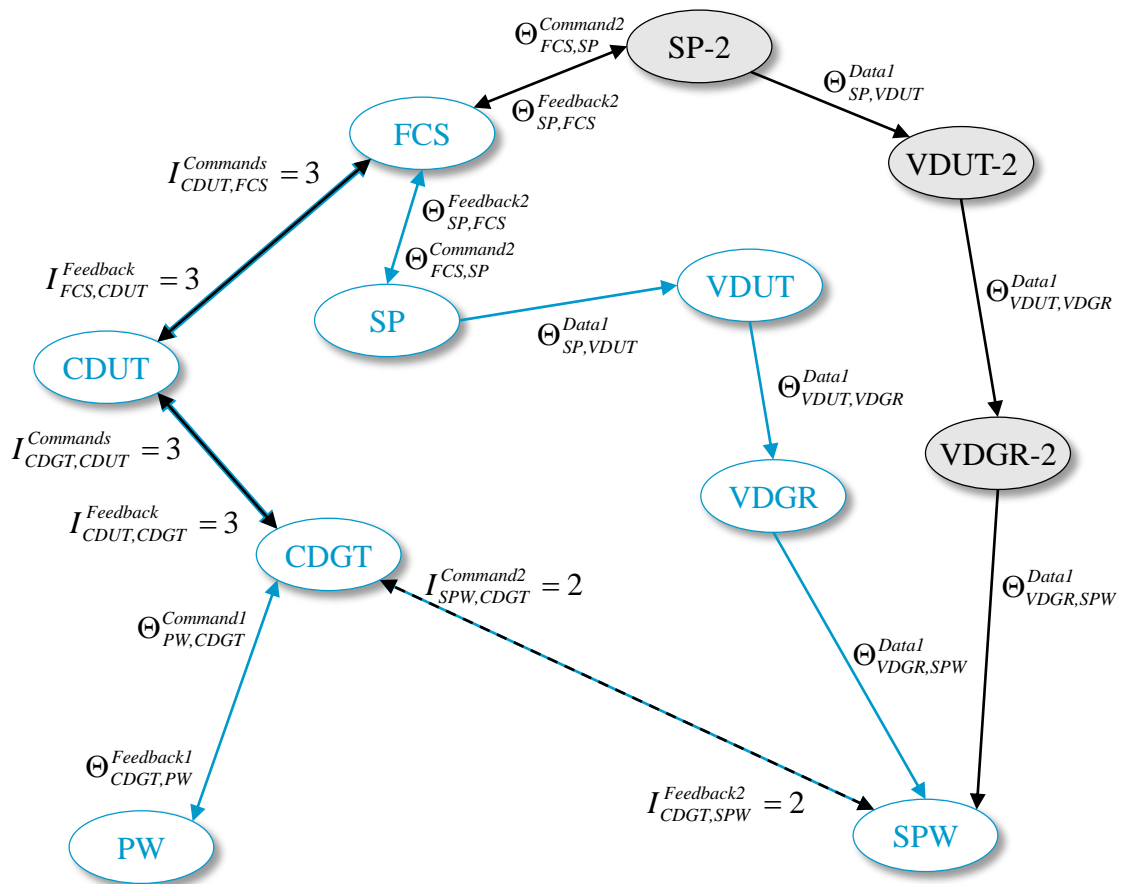 Θ^{Command2}_{FCS,SP}
SP-2
Θ^{Data1}_{SP,VDUT}
Θ^{Feedback2}_{SP,FCS}
FCS
VDUT-2
I^{Commands}_{CDUT,FCS} = 3
Θ^{Feedback2}_{SP,FCS}
Θ^{Command2}_{FCS,SP}
I^{Feedback}_{FCS,CDUT} = 3
VDUT
Θ^{Data1}_{VDUT,VDGR}
SP
Θ^{Data1}_{SP,VDUT}
CDUT
Θ^{Data1}_{VDUT,VDGR}
I^{Commands}_{CDGT,CDUT} = 3
VDGR-2
VDGR
I^{Feedback}_{CDUT,CDGT} = 3
CDGT
I^{Command2}_{SPW,CDGT} = 2
Θ^{Data1}_{VDGR,SPW}
Θ^{Command1}_{PW,CDGT}
Θ^{Data1}_{VDGR,SPW}
Θ^{Feedback1}_{CDGT,PW}
I^{Feedback2}_{CDGT,SPW} = 2
PW
SPW